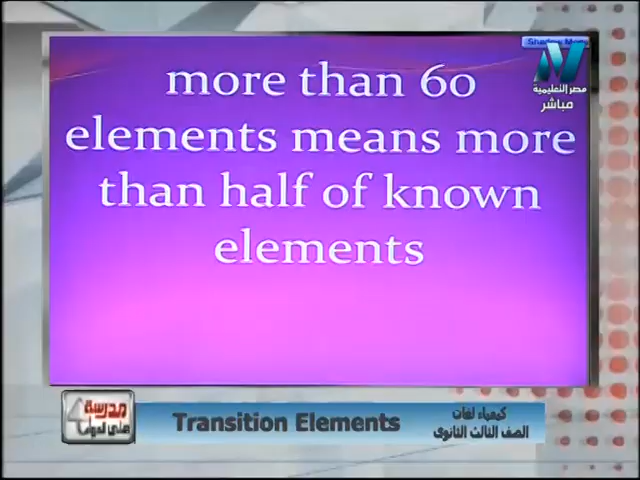 مصر التعليمية
مباشر
more than 60
elements means more
than half of known
elements
مدرسة
على الهواء
Transition Elements
كيمياء لغات
الصف الثالث الثانوى